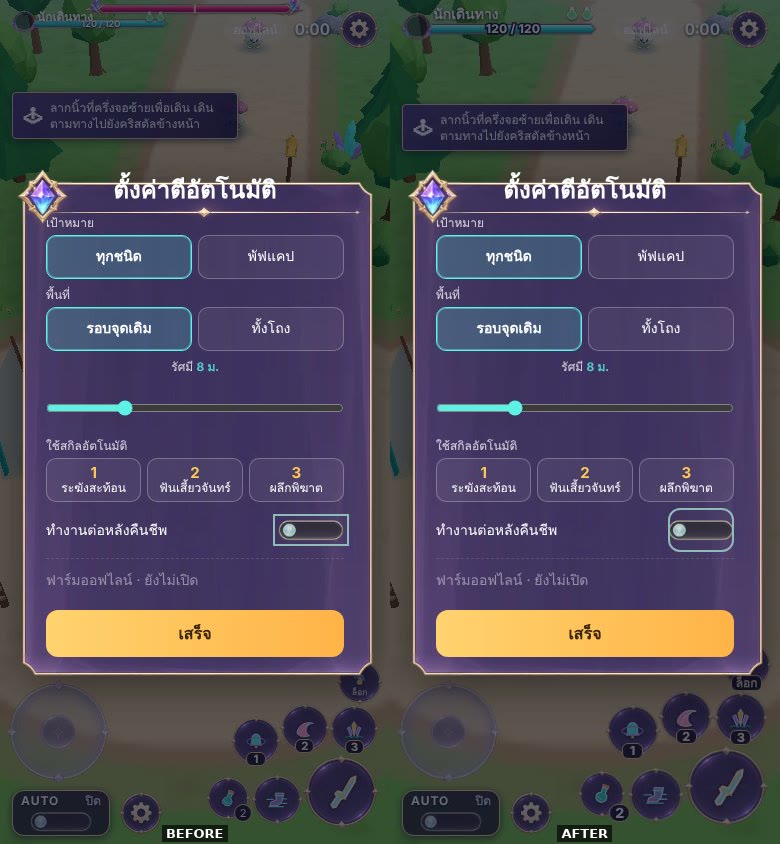 นักเดินทาง
120/120
ออฟไลน์
0:00
ลากนิ้วที่ครึ่งจอซ้ายเพื่อเดิน เดิน
ตามทางไปยังคริสตัลข้างหน้า
ตั้งค่าตีอัตโนมัติ
เป้าหมาย
ทุกชนิด
พัฟแคป
พื้นที่
รอบจุดเดิม
ทั้งโถง
รัศมี 8 ม.
ใช้สกิลอัตโนมัติ
1
ระฆังสะท้อน
2
ฟันเสี้ยวจันทร์
3
ผลึกพิฆาต
ทำงานต่อหลังคืนชีพ
ฟาร์มออฟไลน์ · ยังไม่เปิด
เสร็จ
ล็อก
1
2
3
2
AUTO ปิด
BEFORE
นักเดินทาง
120/120
ออฟไลน์
0:00
ลากนิ้วที่ครึ่งจอซ้ายเพื่อเดิน เดิน
ตามทางไปยังคริสตัลข้างหน้า
ตั้งค่าตีอัตโนมัติ
เป้าหมาย
ทุกชนิด
พัฟแคป
พื้นที่
รอบจุดเดิม
ทั้งโถง
รัศมี 8 ม.
ใช้สกิลอัตโนมัติ
1
ระฆังสะท้อน
2
ฟันเสี้ยวจันทร์
3
ผลึกพิฆาต
ทำงานต่อหลังคืนชีพ
ฟาร์มออฟไลน์ · ยังไม่เปิด
เสร็จ
ล็อก
1
2
3
2
AUTO ปิด
AFTER